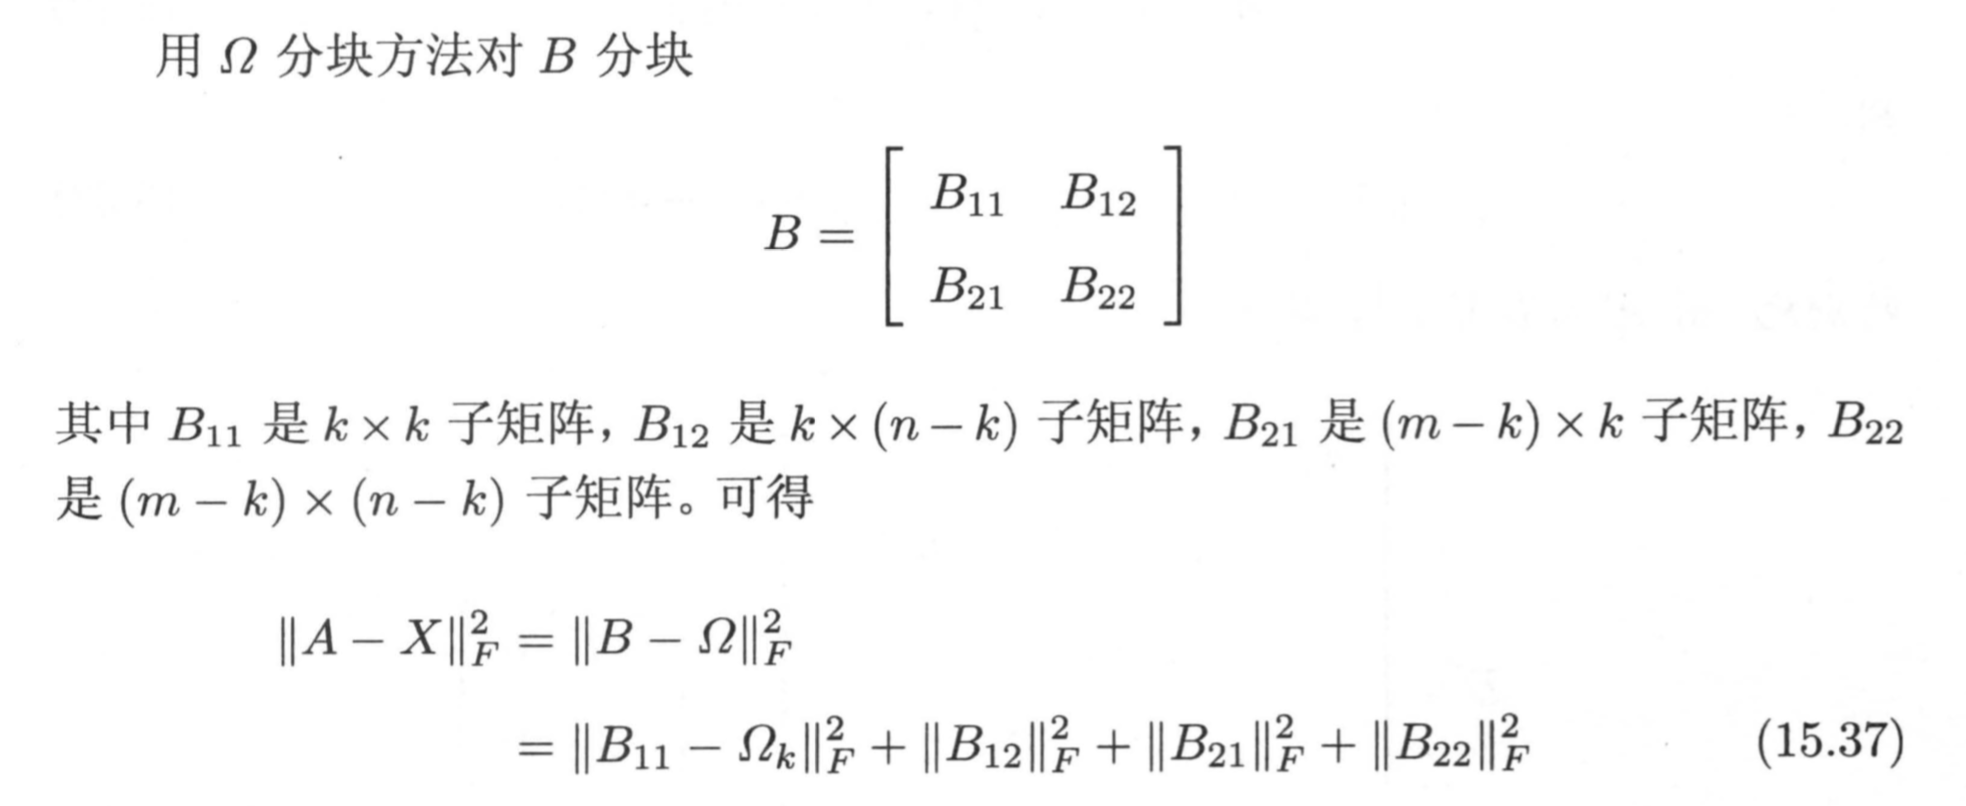 用 Ω 分块方法对 B 分块
B = [ B₁₁ B₁₂
B₂₁ B₂₂ ]
其中 B₁₁ 是 k × k 子矩阵，B₁₂ 是 k × (n − k) 子矩阵，B₂₁ 是 (m − k) × k 子矩阵，B₂₂
是 (m − k) × (n − k) 子矩阵。可得
‖A − X‖²_F = ‖B − Ω‖²_F
= ‖B₁₁ − Ω_k‖²_F + ‖B₁₂‖²_F + ‖B₂₁‖²_F + ‖B₂₂‖²_F (15.37)